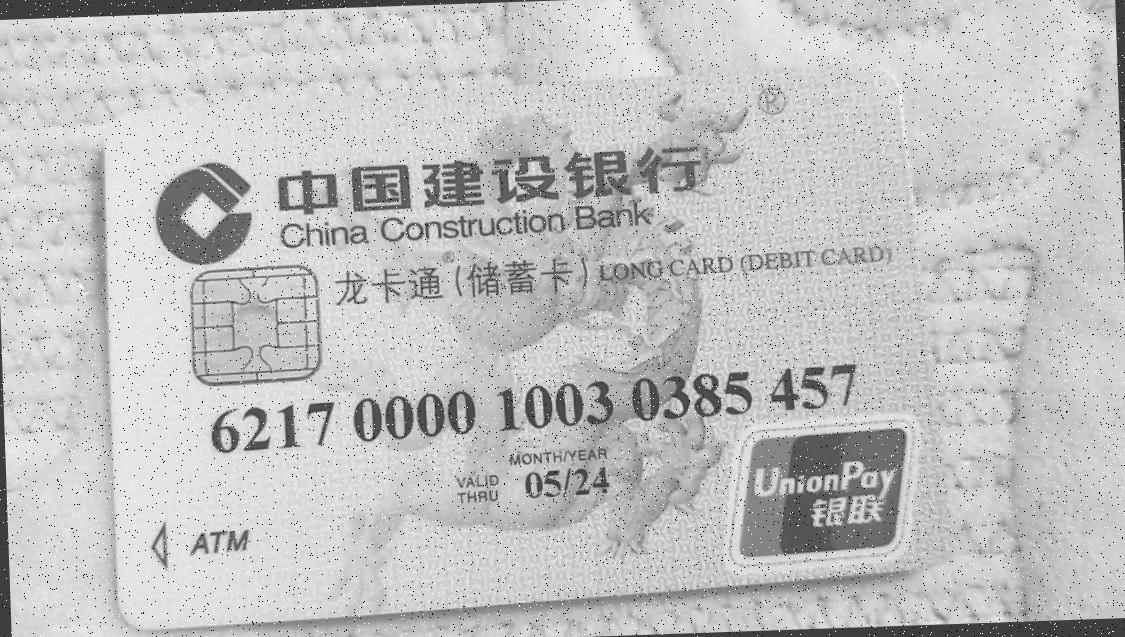 ®
中国建设银行
China Construction Bank
龙卡通®(储蓄卡) LONG CARD (DEBIT CARD)
6217 0000 1003 0385 457
MONTH/YEAR
VALID THRU 05/24
ATM
UnionPay
银联